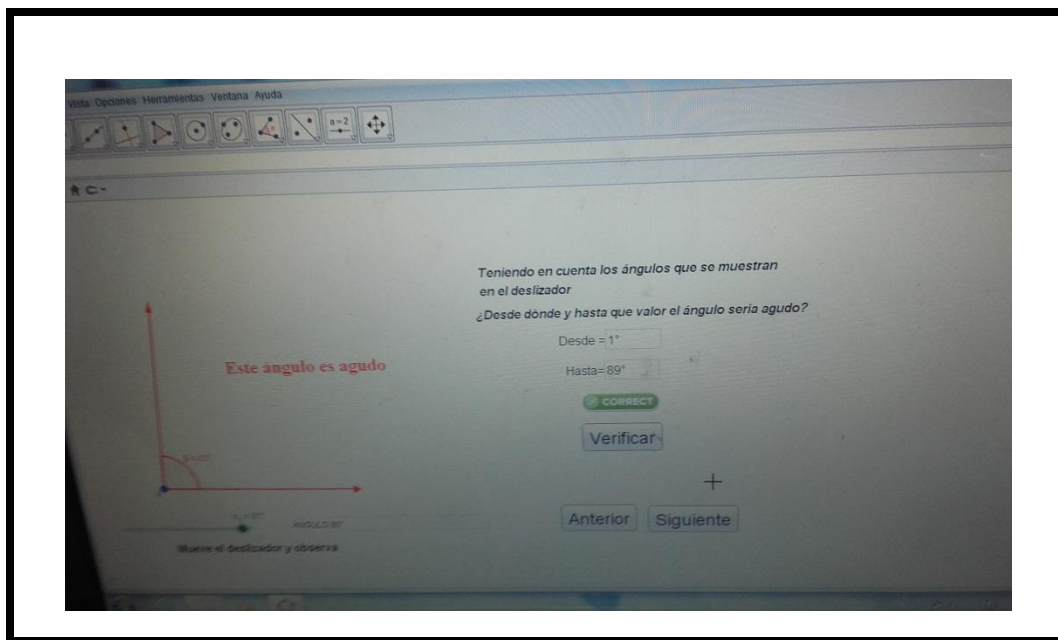 Vista Opciones Herramientas Ventana Ayuda
a=2
Teniendo en cuenta los ángulos que se muestran
en el deslizador
¿Desde dònde y hasta que valor el ángulo seria agudo?
Desde = 1°
Este ángulo es agudo
Hasta= 89°
CORRECT
Verificar
Anterior Siguiente
Mueve el deslizador y observa